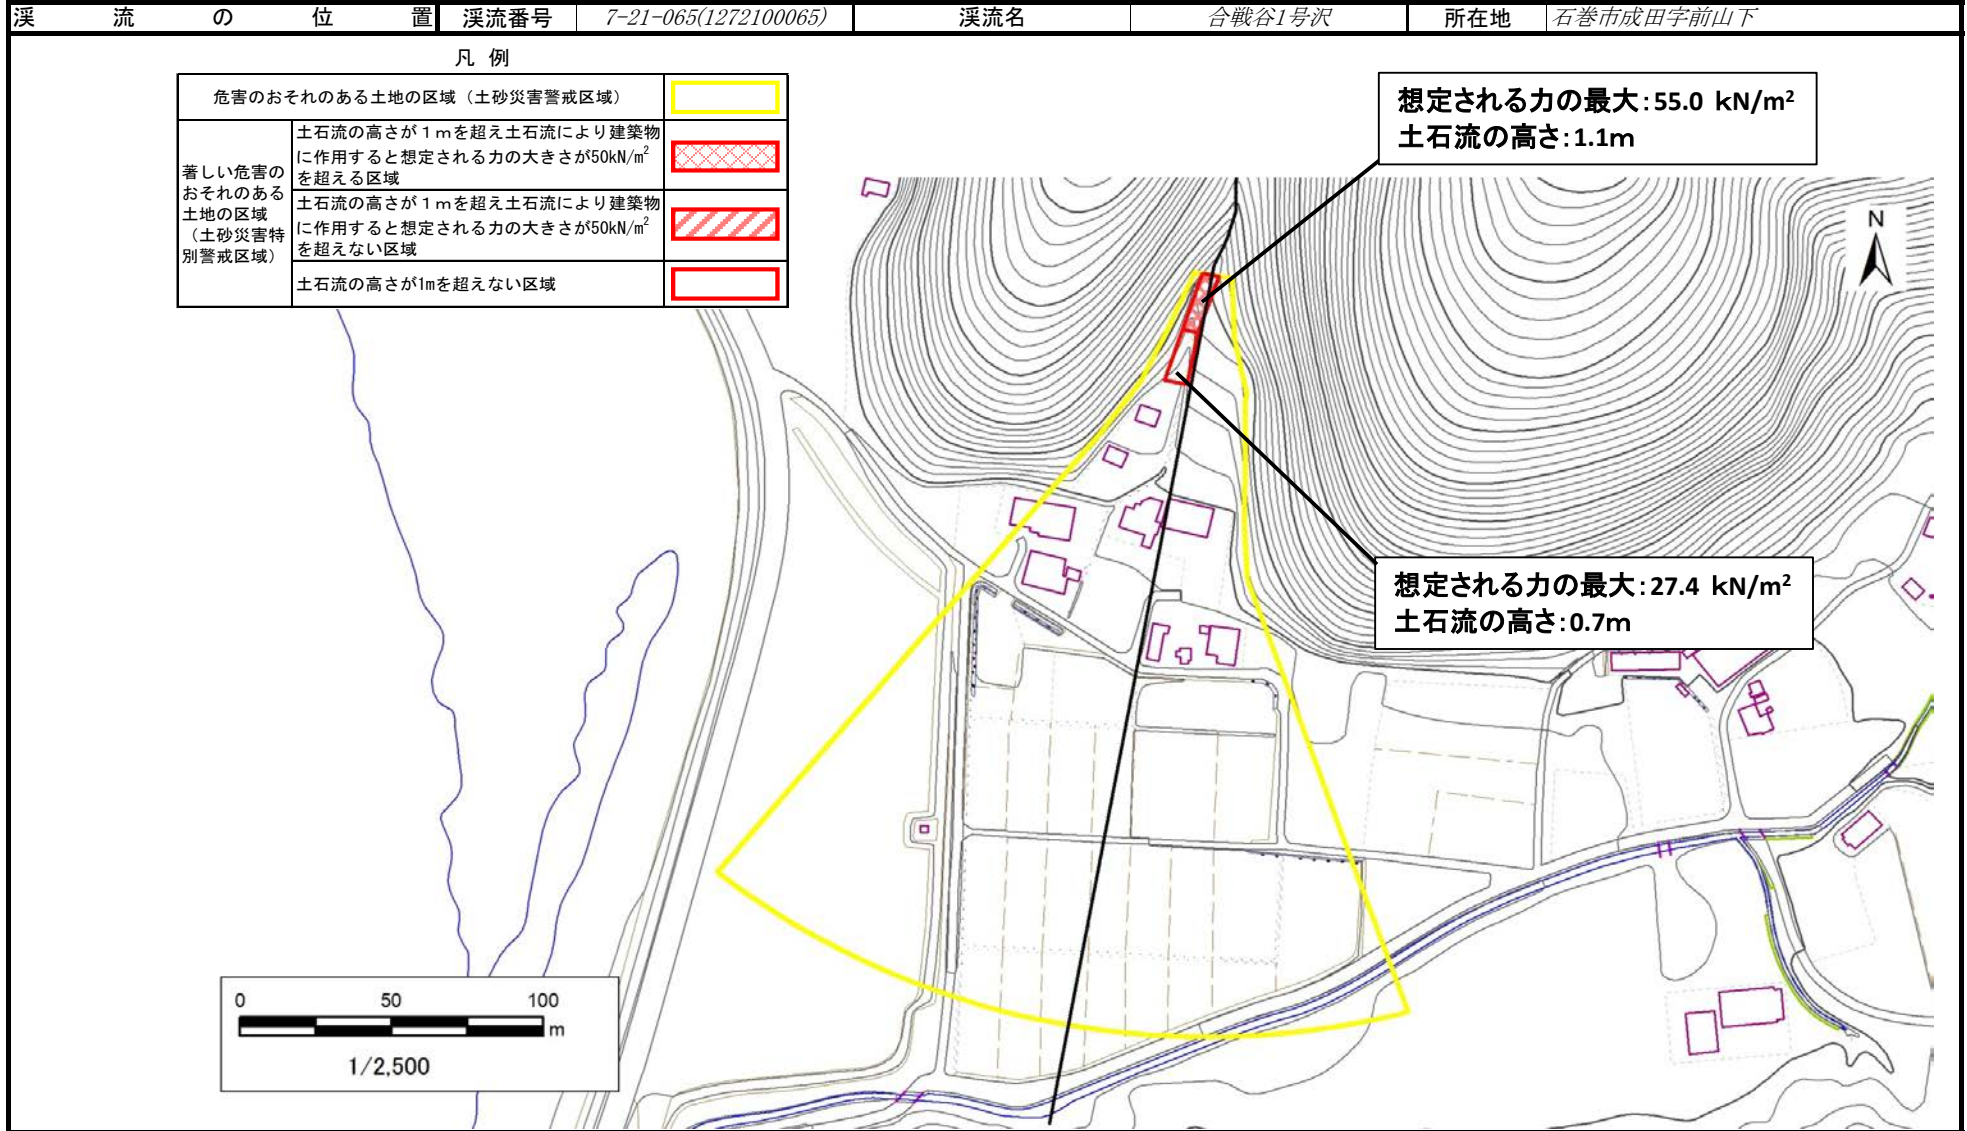 渓流の位置 渓流番号 7-21-065(1272100065) 渓流名 合戦谷1号沢 所在地 石巻市成田字前山下
凡 例
危害のおそれのある土地の区域（土砂災害警戒区域）
著しい危害の
おそれのある
土地の区域
（土砂災害特
別警戒区域）
土石流の高さが1mを超え土石流により建築物
に作用すると想定される力の大きさが50kN/m²
を超える区域
土石流の高さが1mを超え土石流により建築物
に作用すると想定される力の大きさが50kN/m²
を超えない区域
土石流の高さが1mを超えない区域
想定される力の最大：55.0 kN/m²
土石流の高さ：1.1m
N
想定される力の最大：27.4 kN/m²
土石流の高さ：0.7m
0 50 100
m
1/2,500